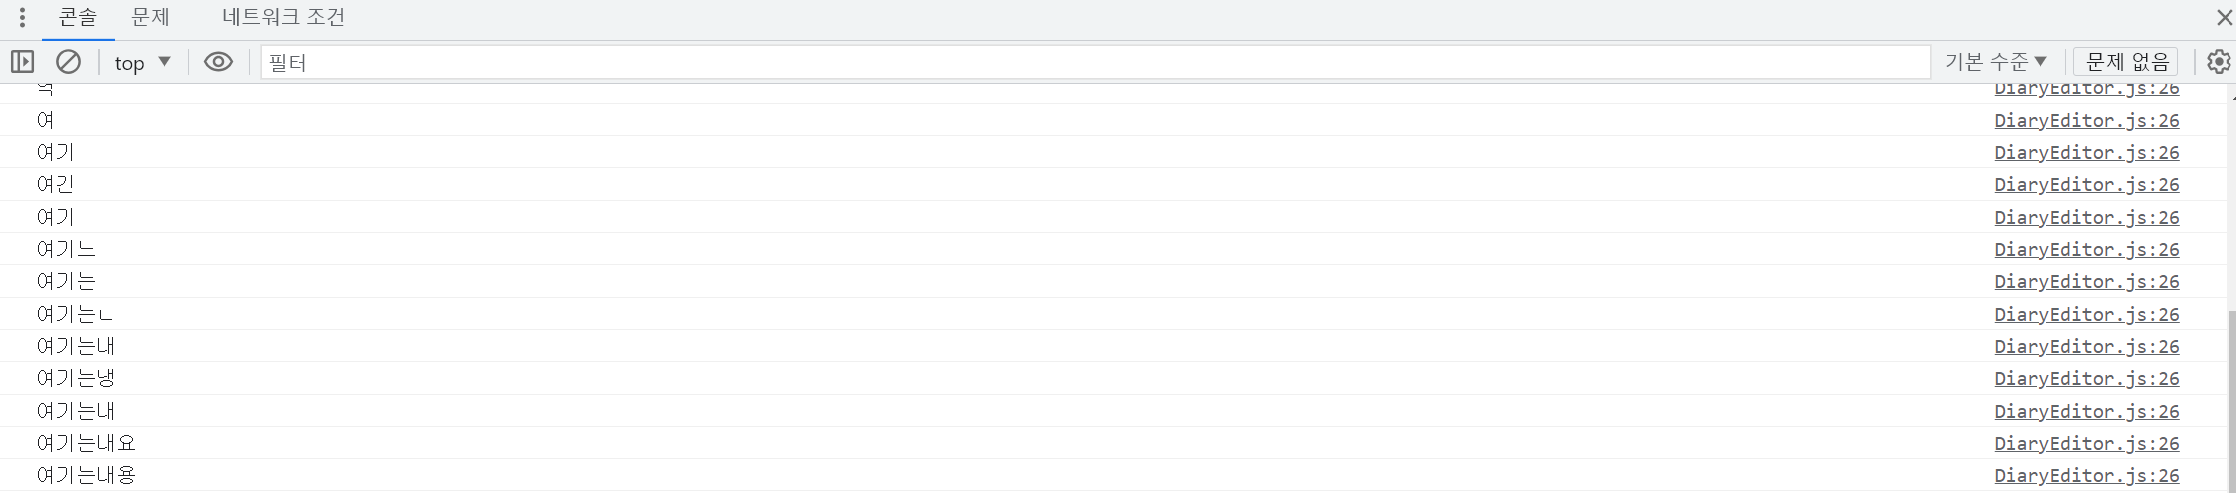 콘솔 문제 네트워크 조건
top 필터 기본 수준 문제 없음
DiaryEditor.js:26
여 DiaryEditor.js:26
여기 DiaryEditor.js:26
여긴 DiaryEditor.js:26
여기 DiaryEditor.js:26
여기느 DiaryEditor.js:26
여기는 DiaryEditor.js:26
여기는ㄴ DiaryEditor.js:26
여기는내 DiaryEditor.js:26
여기는냉 DiaryEditor.js:26
여기는내 DiaryEditor.js:26
여기는내요 DiaryEditor.js:26
여기는내용 DiaryEditor.js:26